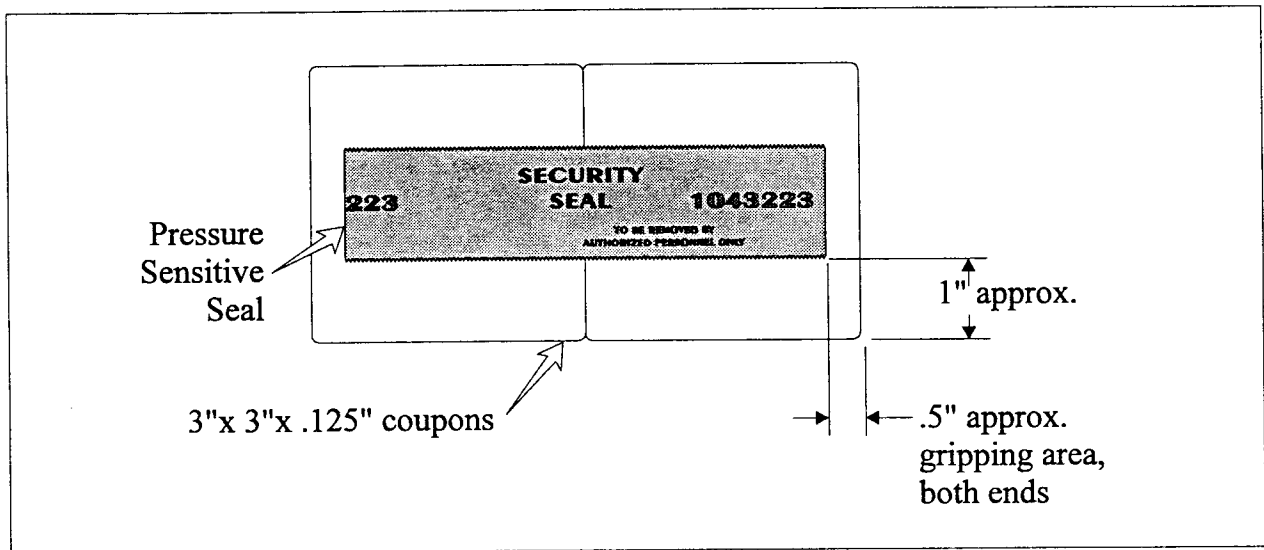 SECURITY
SEAL
223
1043223
TO BE REMOVED BY
AUTHORIZED PERSONNEL ONLY
Pressure
Sensitive
Seal
1" approx.
3"x 3"x .125" coupons
.5" approx.
gripping area,
both ends